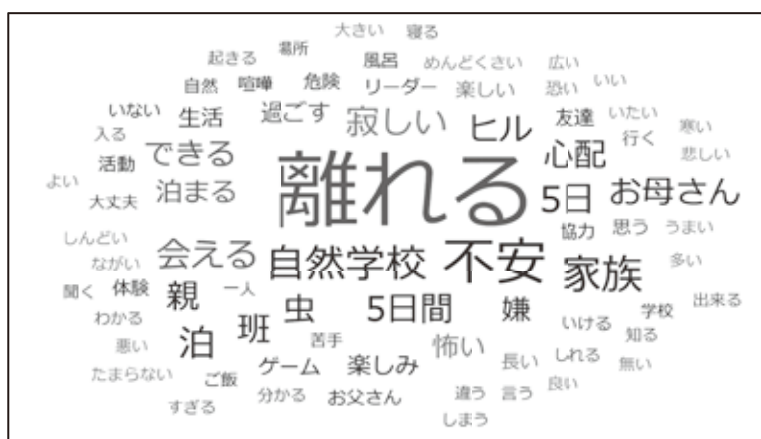 大きい 寝る
起きる 場所 風呂 めんどくさい 広い
自然 喧嘩 危険 リーダー 楽しい 恐い いい
いない 生活 過ごす 寂しい ヒル 友達 いたい
入る 行く 寒い
活動 できる 離れる 心配 悲しい
よい 大丈夫 泊まる 5日 お母さん
しんどい 会える 協力 思う うまい
ながい 自然学校 不安 家族 多い
聞く 体験 親 一人 虫 5日間 嫌 学校 出来る
わかる 泊 班 苦手 怖い いける 知る
悪い 楽しみ 長い しれる 無い
たまらない ご飯 ゲーム 良い
すぎる 分かる お父さん 違う 言う
しまう